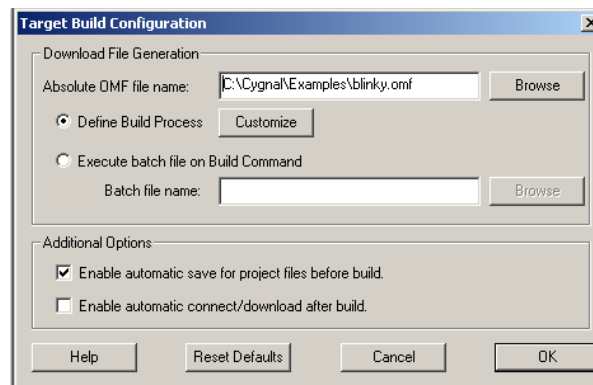 Target Build Configuration
Download File Generation
Absolute OMF file name: C:\Cygnal\Examples\blinky.omf Browse
Define Build Process Customize
Execute batch file on Build Command
Batch file name: Browse
Additional Options
Enable automatic save for project files before build.
Enable automatic connect/download after build.
Help Reset Defaults Cancel OK